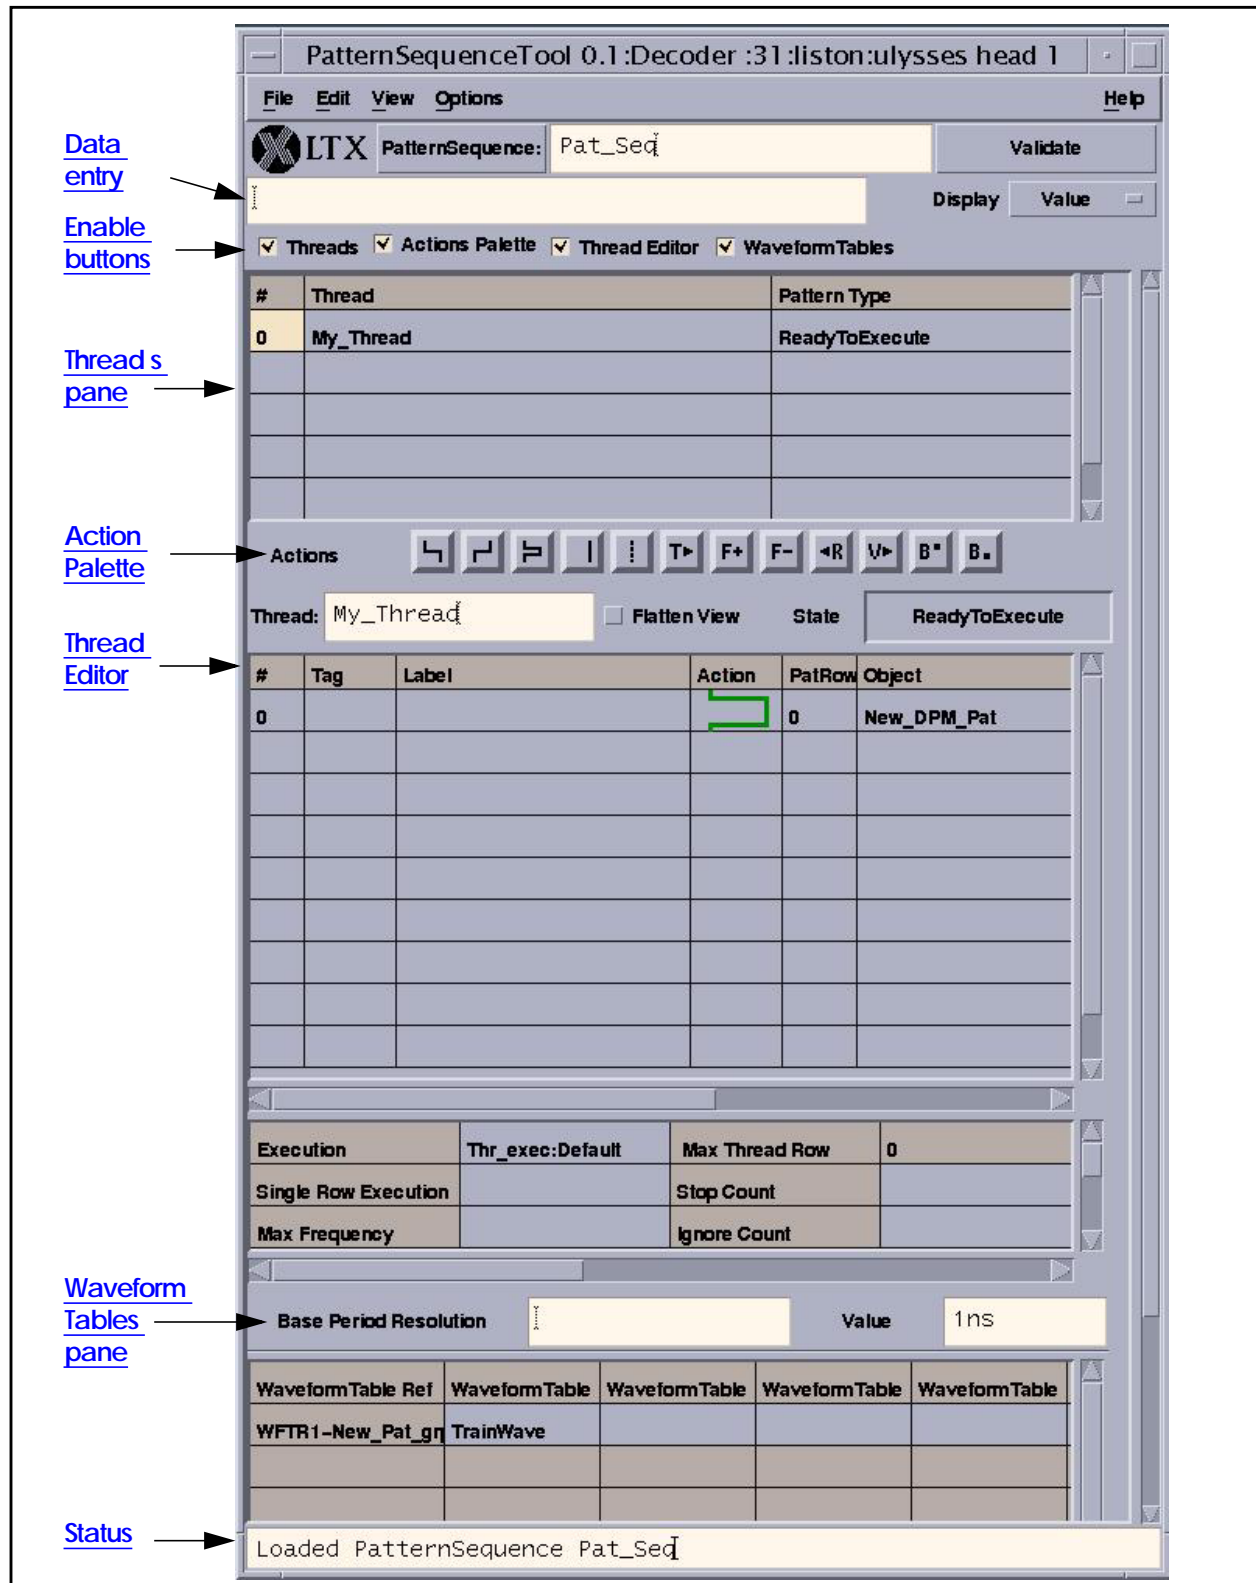 PatternSequenceTool 0.1:Decoder :31:liston:ulysses head 1
File Edit View Options Help
LTX PatternSequence: Pat_Seq Validate
Data
entry
Display Value
Enable
buttons
Threads Actions Palette Thread Editor WaveformTables
# Thread Pattern Type
0 My_Thread ReadyToExecute
Threads
pane
Action
Palette
Actions T F+ F- R V B B
Thread: My_Thread Flatten View State ReadyToExecute
Thread
Editor
# Tag Label Action PatRow Object
0 0 New_DPM_Pat
Execution Thr_exec:Default Max Thread Row 0
Single Row Execution Stop Count
Max Frequency Ignore Count
Waveform
Tables
pane
Base Period Resolution Value 1ns
WaveformTable Ref WaveformTable WaveformTable WaveformTable WaveformTable
WFTR1-New_Pat_gr TrainWave
Status
Loaded PatternSequence Pat_Seq